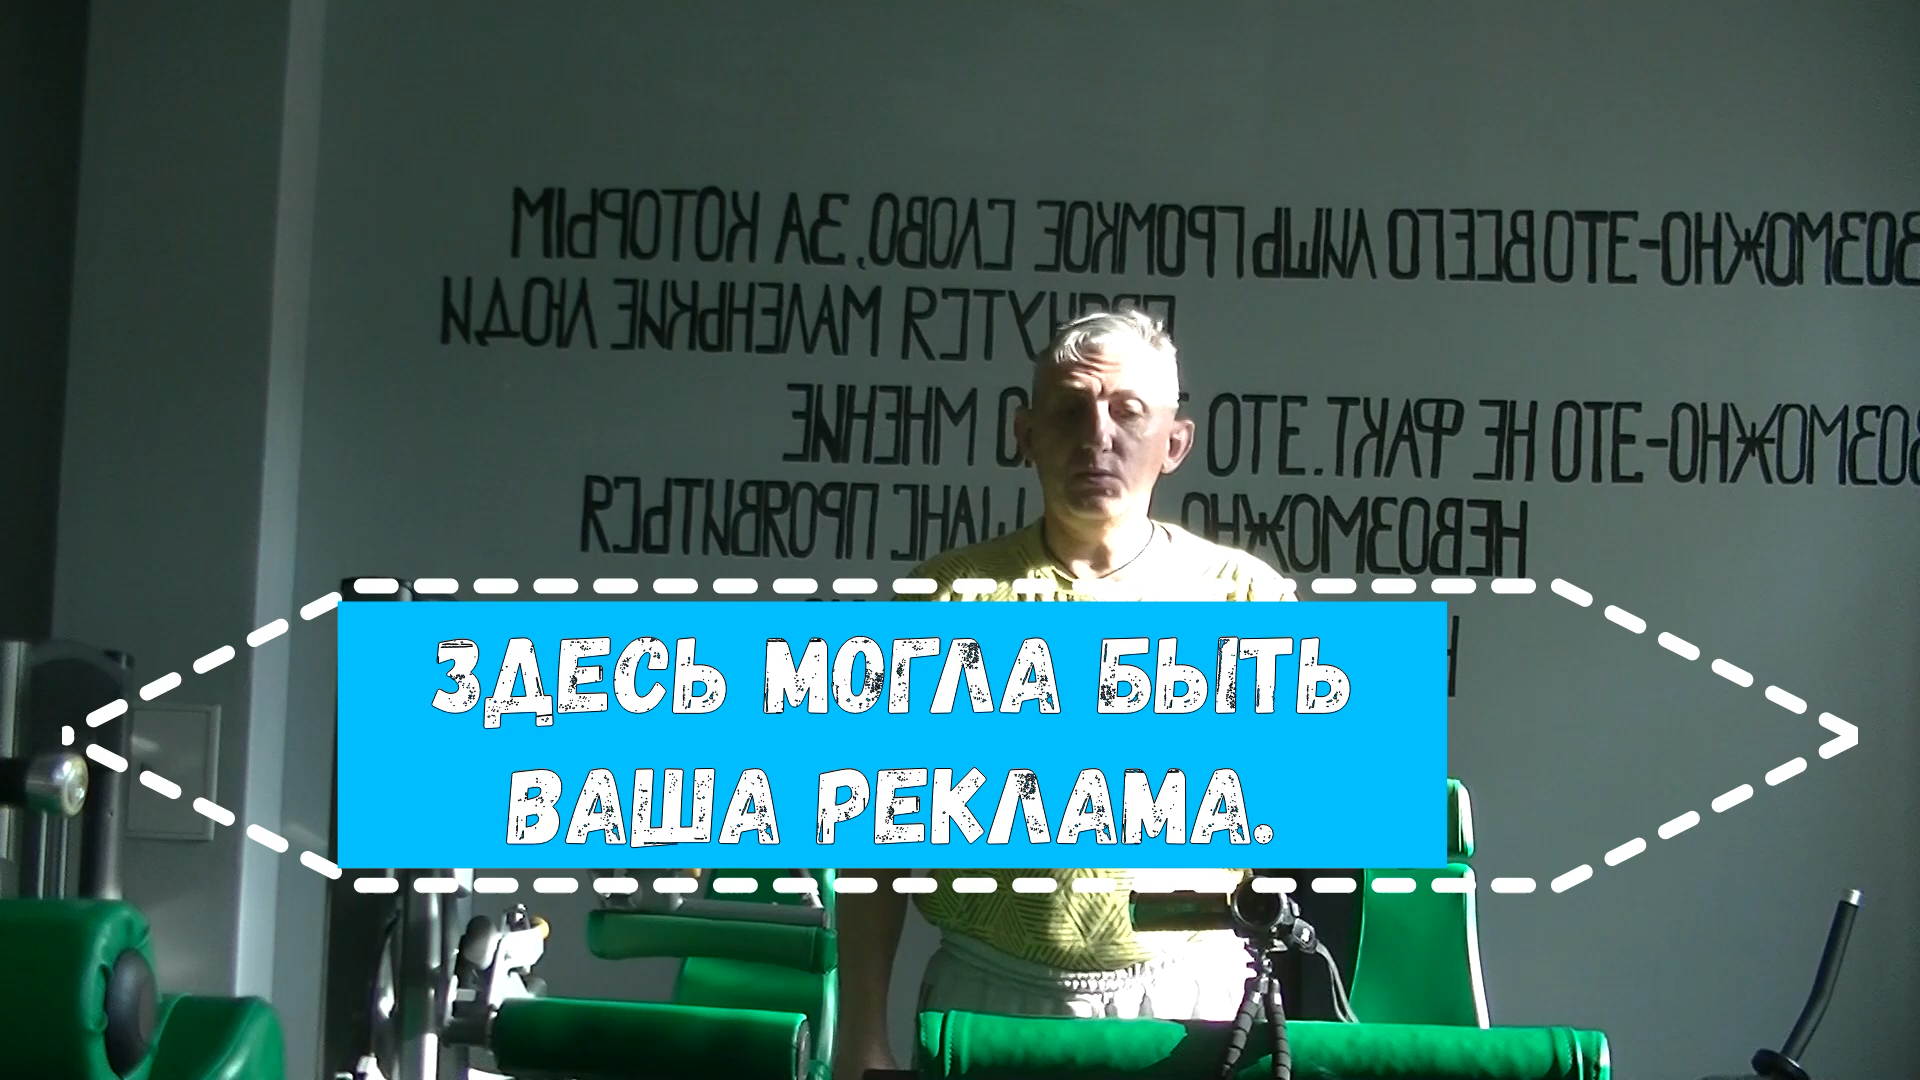 ВОЗМОЖНО-ЭТО ВСЕГО ЛИШЬ ГРОМКОЕ СЛОВО, ЗА КОТОРЫМ
МАЛЕНЬКИЕ ЛЮДИ
ВОЗМОЖНО-ЭТО НЕ ФАКТ. ЭТО МНЕНИЕ
НЕВОЗМОЖНО ШАНС ПРОЯВИТЬСЯ
ЗДЕСЬ МОГЛА БЫТЬ
ВАША РЕКЛАМА.